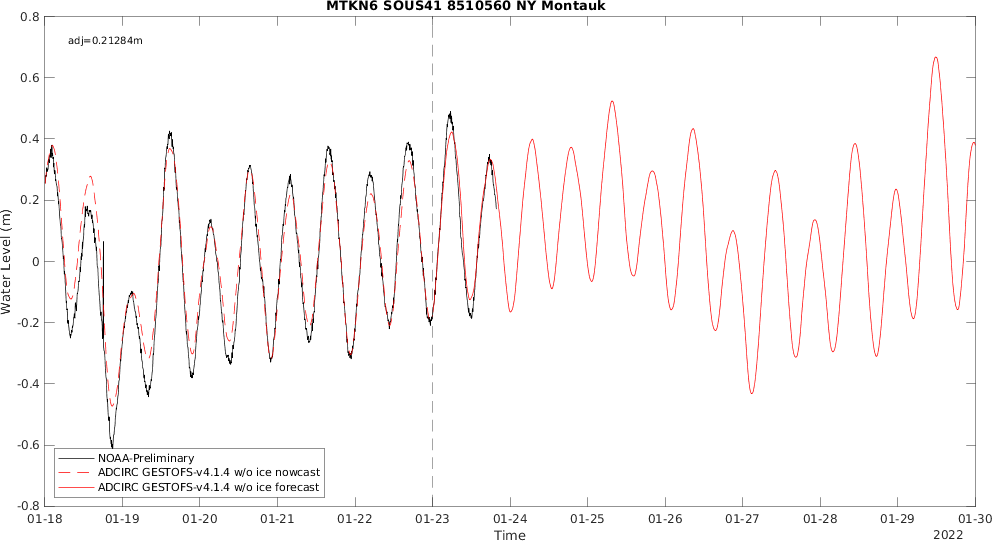 MTKN6 SOUS41 8510560 NY Montauk
adj=0.21284m
0.8
0.6
0.4
0.2
0
-0.2
-0.4
-0.6
-0.8
Water Level (m)
NOAA-Preliminary
ADCIRC GESTOFS-v4.1.4 w/o ice nowcast
ADCIRC GESTOFS-v4.1.4 w/o ice forecast
01-18 01-19 01-20 01-21 01-22 01-23 01-24 01-25 01-26 01-27 01-28 01-29 01-30
Time
2022